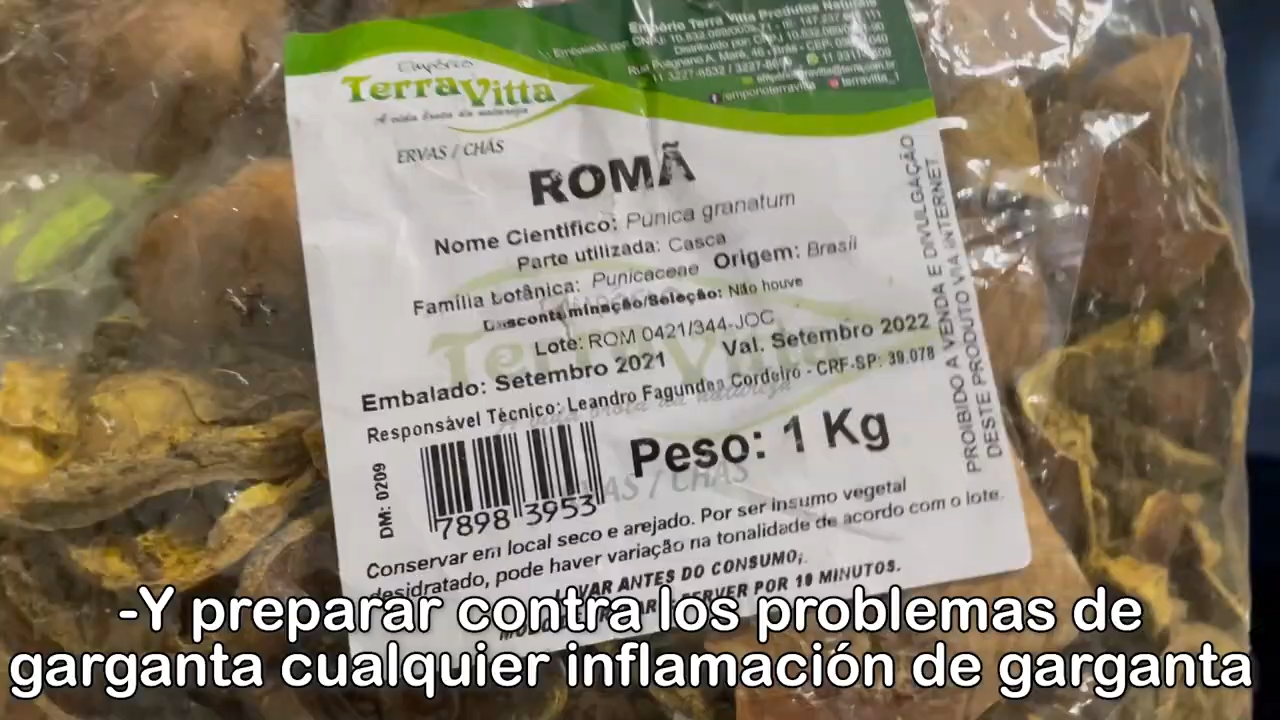 Empório Terra Vitta Produtos Naturais
Empório
TerraVitta
A vida brota da natureza
/emporioterravitta terravitta_1
ERVAS / CHÁS
ROMÃ
Nome Científico: Punica granatum
Parte utilizada: Casca
Família Botânica: Punicaceae Origem: Brasil
Descontaminação/Seleção: Não houve
Lote: ROM 0421/344-JOC
Embalado: Setembro 2021 Val. Setembro 2022
Responsável Técnico: Leandro Fagundes Cordeiro - CRF-SP: 39.078
DM: 0209
7898 3953
Peso: 1 Kg
PROIBIDO A VENDA E DIVULGAÇÃO
DESTE PRODUTO VIA INTERNET
Conservar em local seco e arejado. Por ser insumo vegetal
desidratado, pode haver variação na tonalidade de acordo com o lote.
LAVAR ANTES DO CONSUMO,
FERVER POR 10 MINUTOS.
-Y preparar contra los problemas de
garganta cualquier inflamación de garganta